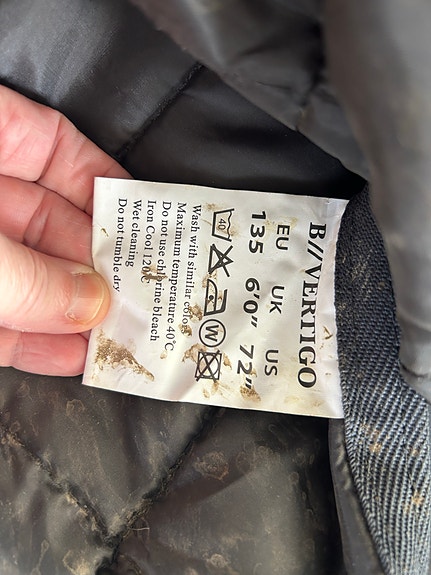 B//VERTIGO
EU UK US
135 6'0" 72"
40 W
Wash with similar colors
Maximum temperature 40℃
Do not use chlorine bleach
Iron Cool 120℃
Wet cleaning
Do not tumble dry